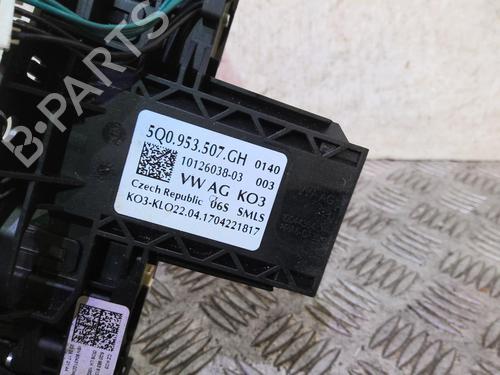 B-PARTS
5Q0.953.507.GH 0140
10126038-03 003
VW AG KO3
Czech Republic 06S SMLS
KO3-KLO22.04.1704221817